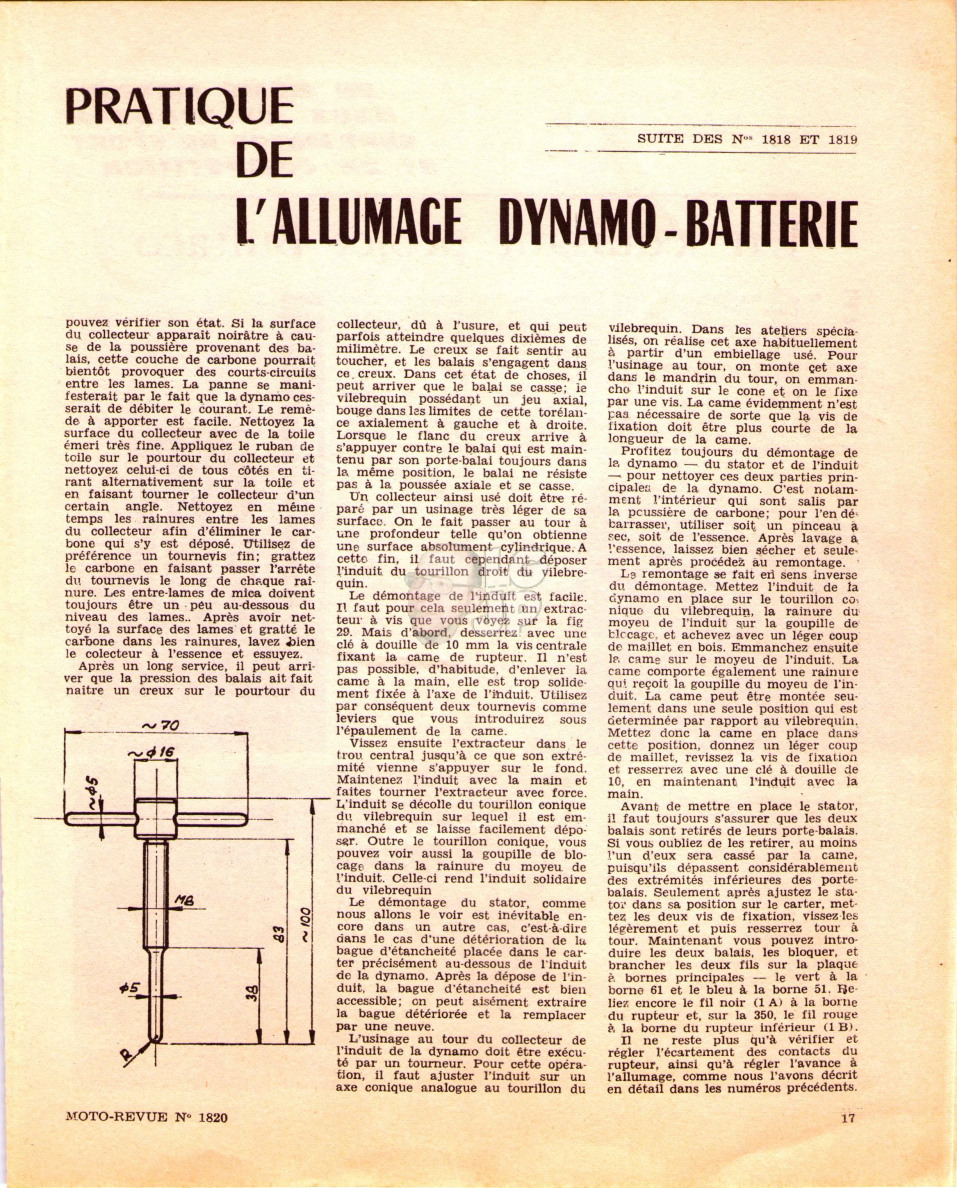 PRATIQUE
DE
L'ALLUMAGE DYNAMO-BATTERIE
SUITE DES Nos 1818 ET 1819
pouvez vérifier son état. Si la surface
du collecteur apparaît noirâtre à cau-
se de la poussière provenant des ba-
lais, cette couche de carbone pourrait
bientôt provoquer des courts-circuits
entre les lames. La panne se mani-
festerait par le fait que la dynamo ces-
serait de débiter le courant. Le remè-
de à apporter est facile. Nettoyez la
surface du collecteur avec de la toile
émeri très fine. Appliquez le ruban de
toile sur le pourtour du collecteur et
nettoyez celui-ci de tous côtés en ti-
rant alternativement sur la toile et
en faisant tourner le collecteur d'un
certain angle. Nettoyez en même
temps les rainures entre les lames
du collecteur afin d'éliminer le car-
bone qui s'y est déposé. Utilisez de
préférence un tournevis fin; grattez
le carbone en faisant passer l'arrête
du tournevis le long de chaque rai-
nure. Les entre-lames de mica doivent
toujours être un peu au-dessous du
niveau des lames.. Après avoir net-
toyé la surface des lames et gratté le
carbone dans les rainures, lavez bien
le colecteur à l'essence et essuyez.
Après un long service, il peut arri-
ver que la pression des balais ait fait
naître un creux sur le pourtour du
~ 70
~ ϕ 16
~ ϕ5
M8
83
~ 100
38
ϕ5
R
collecteur, dû à l'usure, et qui peut
parfois atteindre quelques dixièmes de
milimètre. Le creux se fait sentir au
toucher, et les balais s'engagent dans
ce creux. Dans cet état de choses, il
peut arriver que le balai se casse; le
vilebrequin possédant un jeu axial,
bouge dans les limites de cette torélan-
ce axialement à gauche et à droite.
Lorsque le flanc du creux arrive à
s'appuyer contre le balai qui est main-
tenu par son porte-balai toujours dans
la même position, le balai ne résiste
pas à la poussée axiale et se casse.
Un collecteur ainsi usé doit être ré-
paré par un usinage très léger de sa
surface. On le fait passer au tour à
une profondeur telle qu'on obtienne
une surface absolument cylindrique. A
cette fin, il faut cependant déposer
l'induit du tourillon droit du vilebre-
quin.
Le démontage de l'induit est facile.
Il faut pour cela seulement un extrac-
teur à vis que vous voyez sur la fig
29. Mais d'abord, desserrez avec une
clé à douille de 10 mm la vis centrale
fixant la came de rupteur. Il n'est
pas possible, d'habitude, d'enlever la
came à la main, elle est trop solide-
ment fixée à l'axe de l'induit. Utilisez
par conséquent deux tournevis comme
leviers que vous introduirez sous
l'épaulement de la came.
Vissez ensuite l'extracteur dans le
trou central jusqu'à ce que son extré-
mité vienne s'appuyer sur le fond.
Maintenez l'induit avec la main et
faites tourner l'extracteur avec force.
L'induit se décolle du tourillon conique
du vilebrequin sur lequel il est em-
manché et se laisse facilement dépo-
ser. Outre le tourillon conique, vous
pouvez voir aussi la goupille de blo-
cage dans la rainure du moyeu de
l'induit. Celle-ci rend l'induit solidaire
du vilebrequin
Le démontage du stator, comme
nous allons le voir est inévitable en-
core dans un autre cas, c'est-à-dire
dans le cas d'une détérioration de la
bague d'étancheité placée dans le car-
ter précisément au-dessous de l'induit
de la dynamo. Après la dépose de l'in-
duit, la bague d'étancheité est bien
accessible; on peut aisément extraire
la bague détériorée et la remplacer
par une neuve.
L'usinage au tour du collecteur de
l'induit de la dynamo doit être exécu-
té par un tourneur. Pour cette opéra-
tion, il faut ajuster l'induit sur un
axe conique analogue au tourillon du
vilebrequin. Dans les ateliers spécia-
lisés, on réalise cet axe habituellement
à partir d'un embiellage usé. Pour
l'usinage au tour, on monte cet axe
dans le mandrin du tour, on emman-
che l'induit sur le cone et on le fixe
par une vis. La came évidemment n'est
pas nécessaire de sorte que la vis de
fixation doit être plus courte de la
longueur de la came.
Profitez toujours du démontage de
la dynamo — du stator et de l'induit
— pour nettoyer ces deux parties prin-
cipales de la dynamo. C'est notam-
ment l'intérieur qui sont salis par
la poussière de carbone; pour l'en dé-
barrasser, utiliser soit un pinceau à
sec, soit de l'essence. Après lavage à
l'essence, laissez bien sécher et seule-
ment après procédez au remontage.
Le remontage se fait en sens inverse
du démontage. Mettez l'induit de la
dynamo en place sur le tourillon co-
nique du vilebrequin, la rainure du
moyeu de l'induit sur la goupille de
blocage, et achevez avec un léger coup
de maillet en bois. Emmanchez ensuite
la came sur le moyeu de l'induit. La
came comporte également une rainure
qui reçoit la goupille du moyeu de l'in-
duit. La came peut être montée seu-
lement dans une seule position qui est
déterminée par rapport au vilebrequin.
Mettez donc la came en place dans
cette position, donnez un léger coup
de maillet, revissez la vis de fixation
et resserrez avec une clé à douille de
10, en maintenant l'induit avec la
main.
Avant de mettre en place le stator,
il faut toujours s'assurer que les deux
balais sont retirés de leurs porte-balais.
Si vous oubliez de les retirer, au moins
l'un d'eux sera cassé par la came,
puisqu'ils dépassent considérablement
des extrémités inférieures des porte-
balais. Seulement après ajustez le sta-
tor dans sa position sur le carter, met-
tez les deux vis de fixation, vissez les
légèrement et puis resserrez tour à
tour. Maintenant vous pouvez intro-
duire les deux balais, les bloquer, et
brancher les deux fils sur la plaque
à bornes principales — le vert à la
borne 61 et le bleu à la borne 51. Re-
liez encore le fil noir (1 A) à la borne
du rupteur et, sur la 350, le fil rouge
à la borne du rupteur inférieur (1 B).
Il ne reste plus qu'à vérifier et
régler l'écartement des contacts du
rupteur, ainsi qu'à régler l'avance à
l'allumage, comme nous l'avons décrit
en détail dans les numéros précédents.
MOTO-REVUE No 1820
17